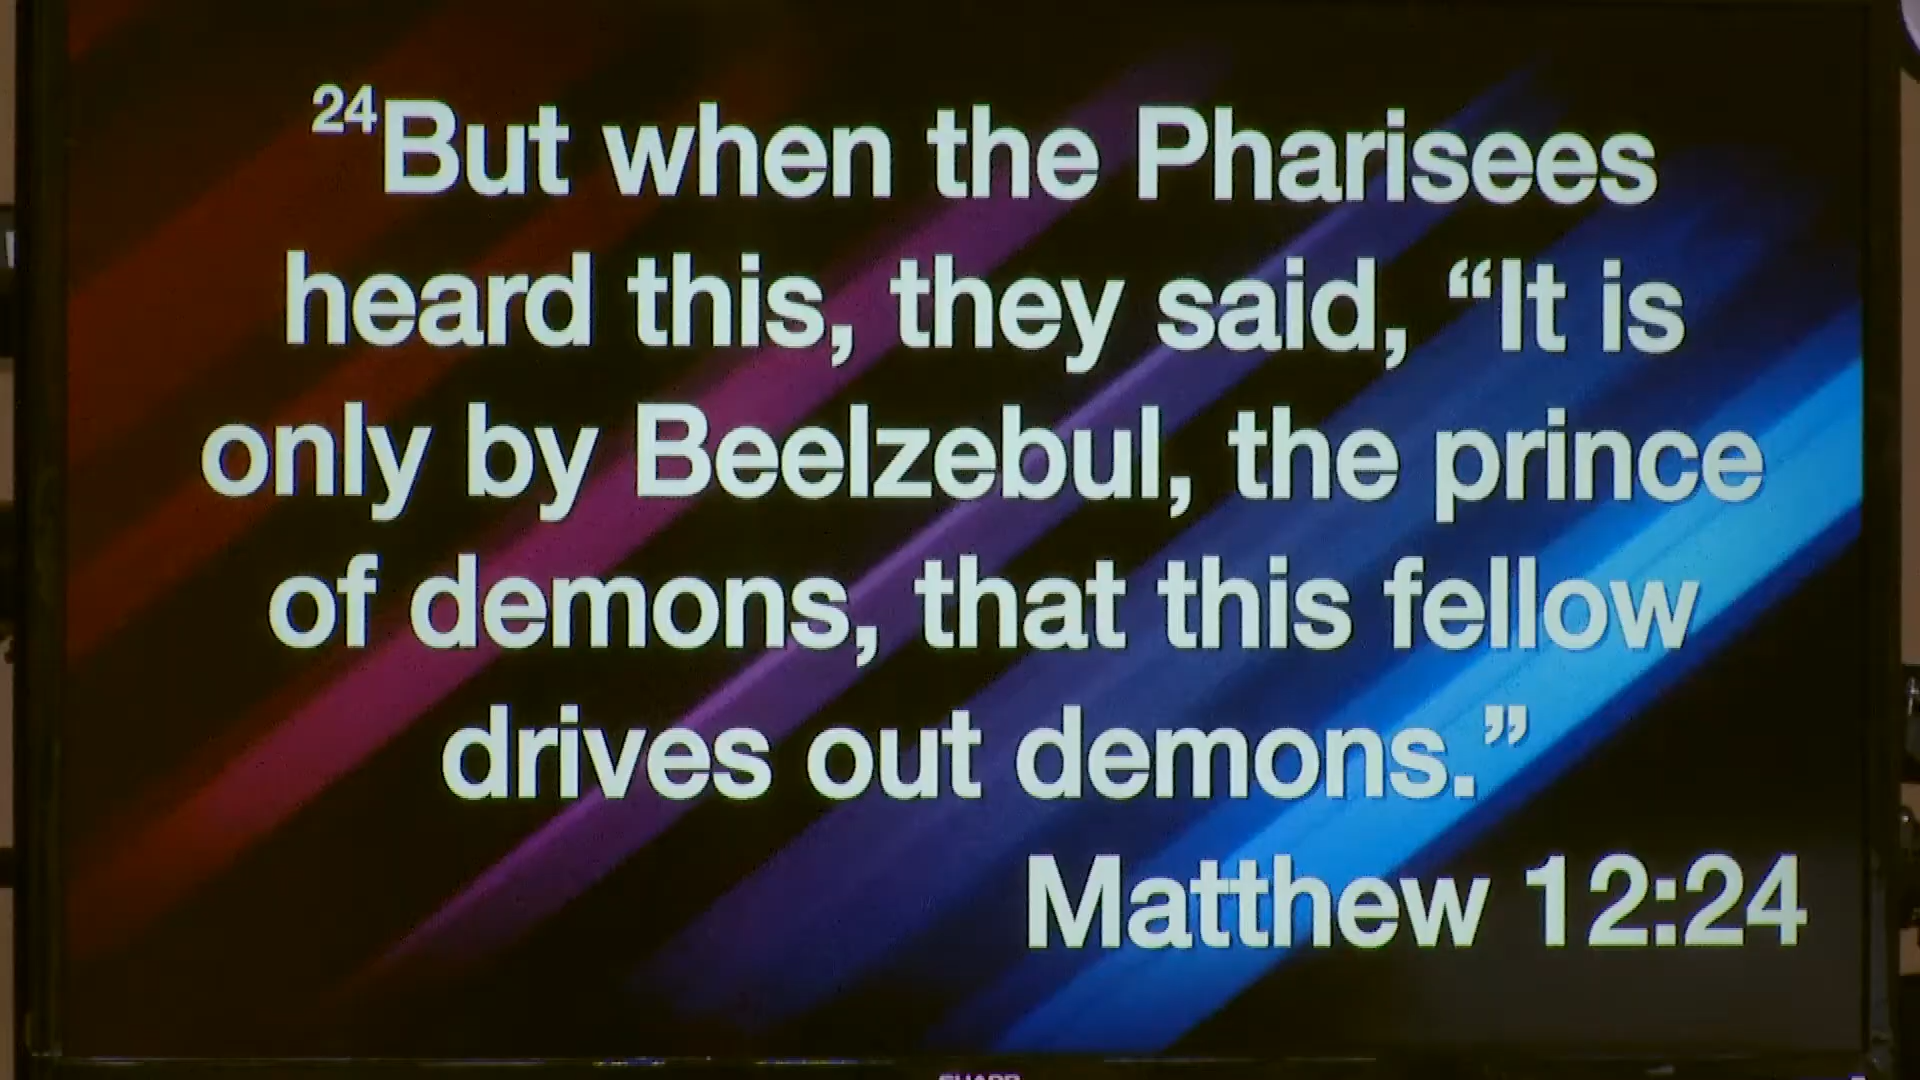 24But when the Pharisees
heard this, they said, “It is
only by Beelzebul, the prince
of demons, that this fellow
drives out demons.”
Matthew 12:24